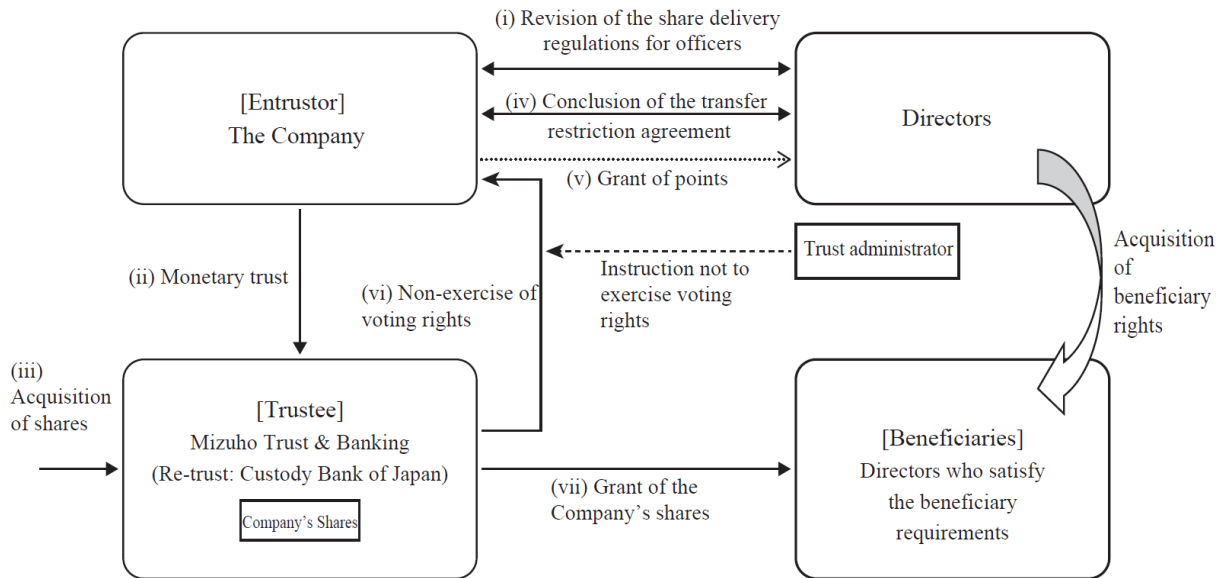 (i) Revision of the share delivery
regulations for officers
[Entrustor]
The Company
(iv) Conclusion of the transfer
restriction agreement
Directors
(v) Grant of points
Trust administrator
(ii) Monetary trust
(vi) Non-exercise of
voting rights
Instruction not to
exercise voting
rights
Acquisition
of
beneficiary
rights
(iii)
Acquisition
of shares
[Trustee]
Mizuho Trust & Banking
(Re-trust: Custody Bank of Japan)
Company's Shares
(vii) Grant of the
Company's shares
[Beneficiaries]
Directors who satisfy
the beneficiary
requirements